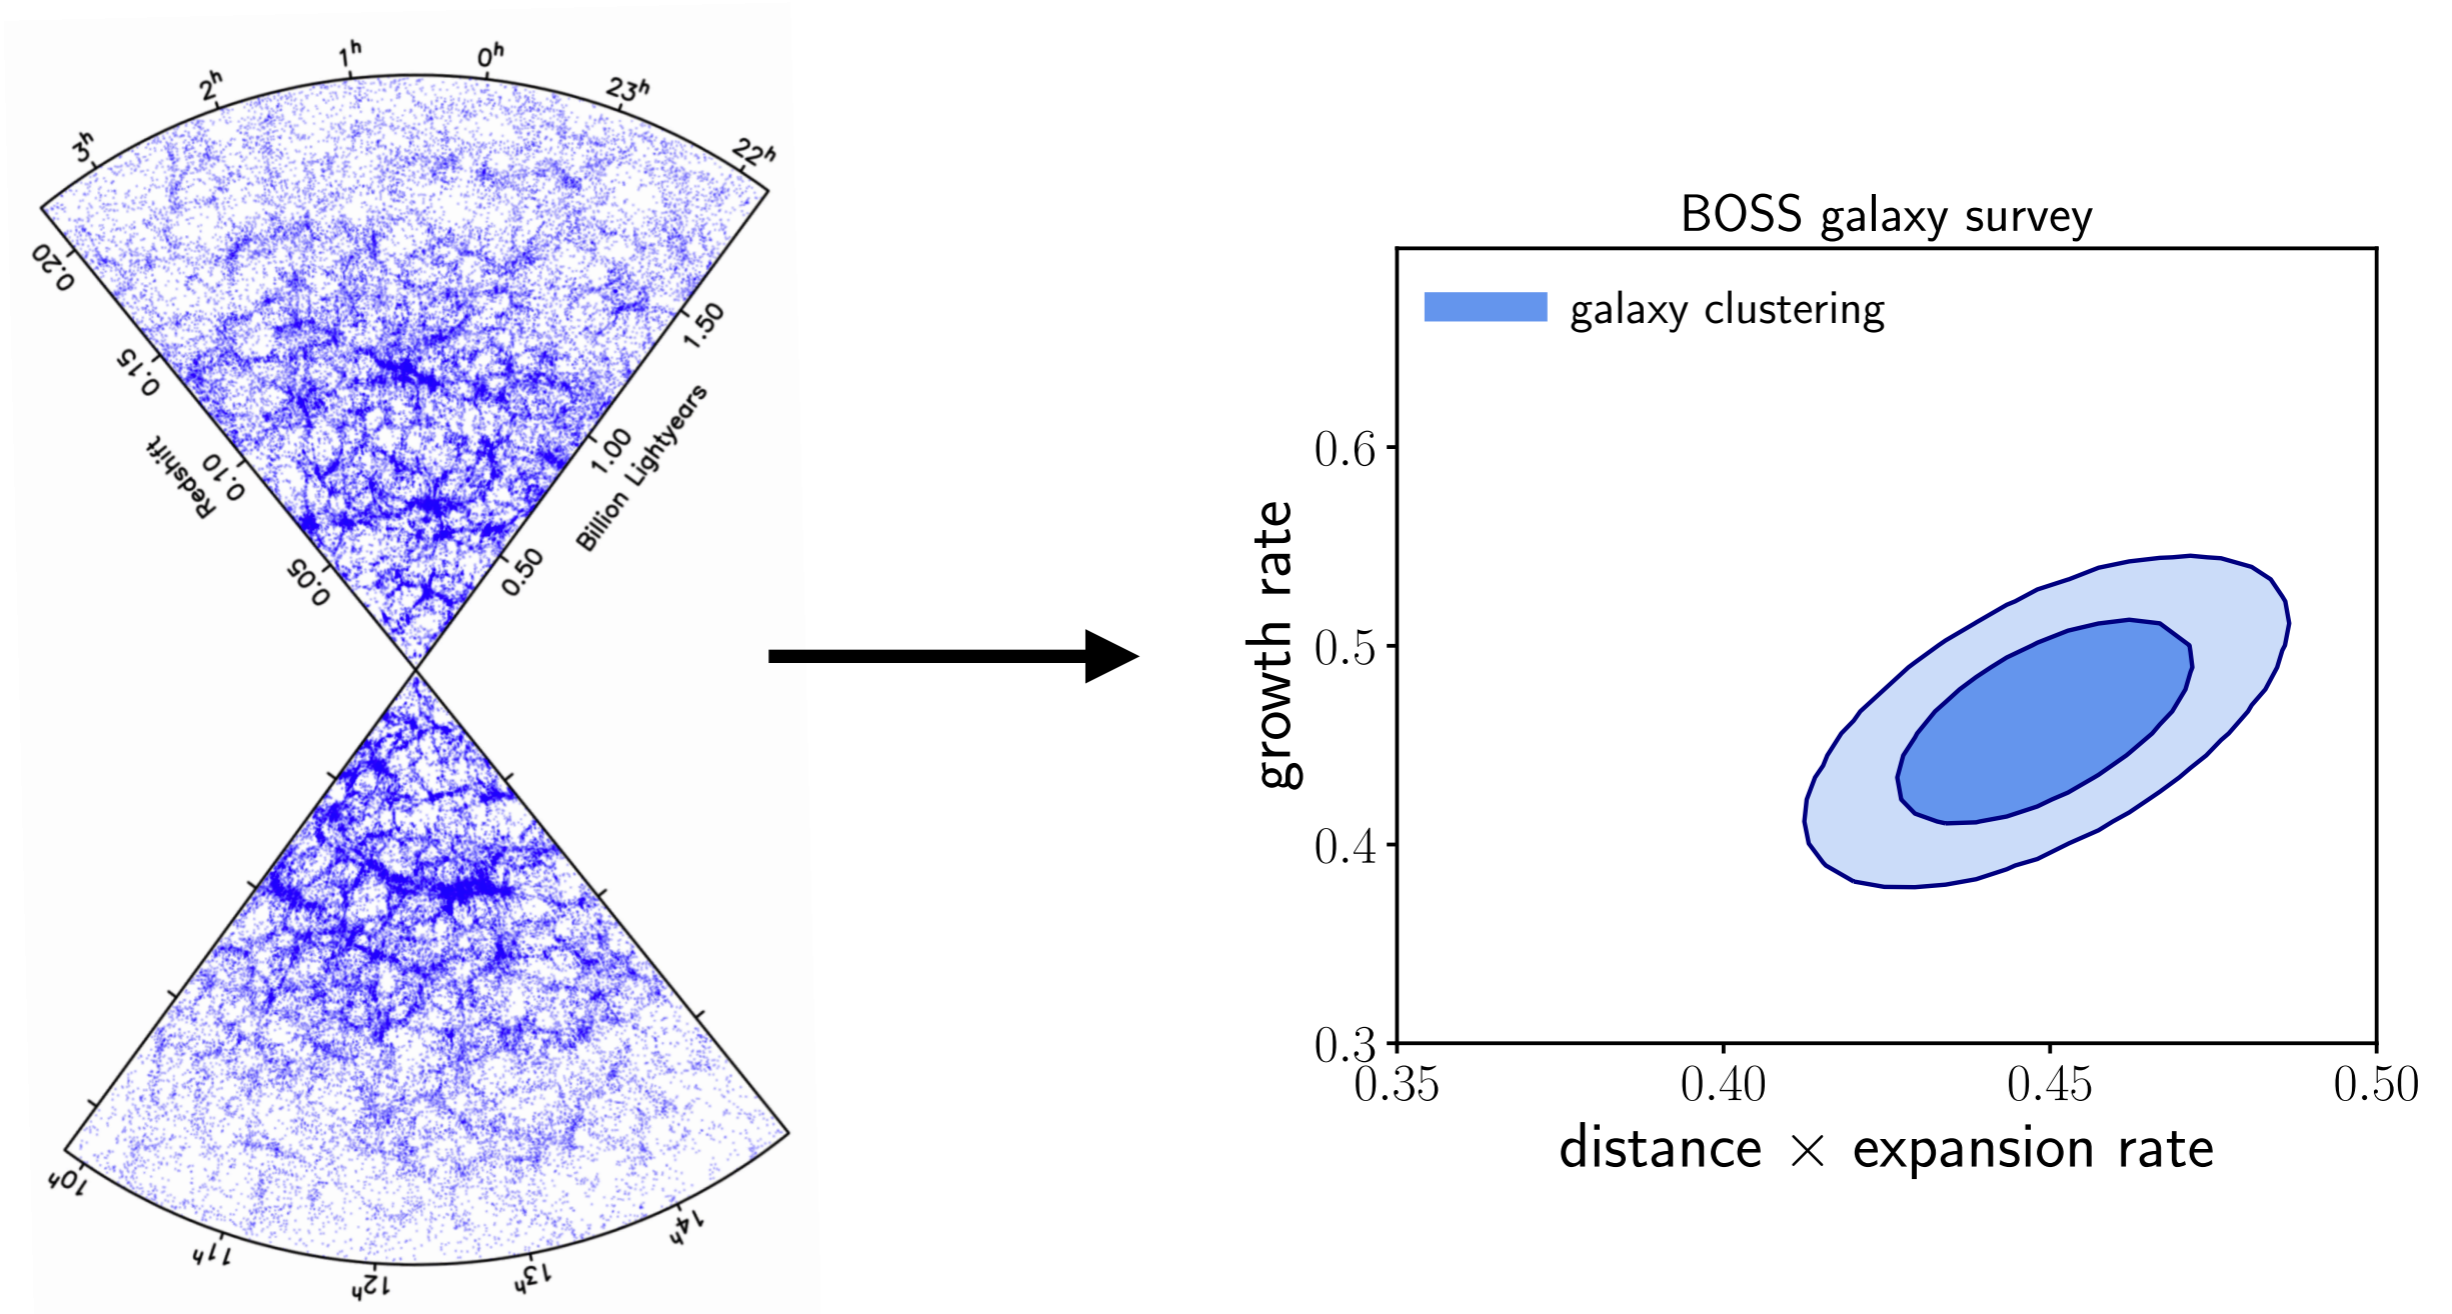 3ʰ
2ʰ
1ʰ
0ʰ
23ʰ
22ʰ
0.20
0.15
0.10
0.05
Redshift
1.50
1.00
0.50
Billion Lightyears
10ʰ
11ʰ
12ʰ
13ʰ
14ʰ
BOSS galaxy survey
galaxy clustering
growth rate
0.6
0.5
0.4
0.3
0.35
0.40
0.45
0.50
distance × expansion rate